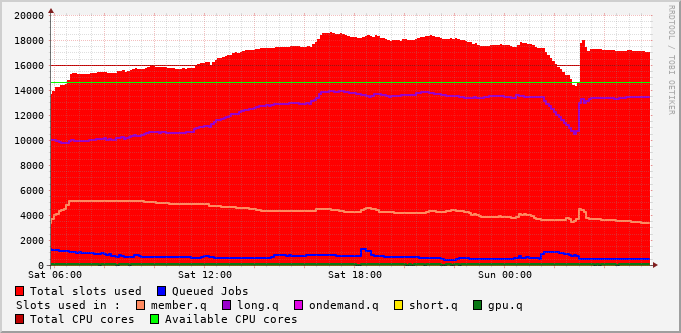 20000
18000
16000
14000
12000
10000
8000
6000
4000
2000
0
Sat 06:00 Sat 12:00 Sat 18:00 Sun 00:00
Total slots used Queued Jobs
Slots used in : member.q long.q ondemand.q short.q gpu.q
Total CPU cores Available CPU cores
RRDTOOL / TOBI OETIKER